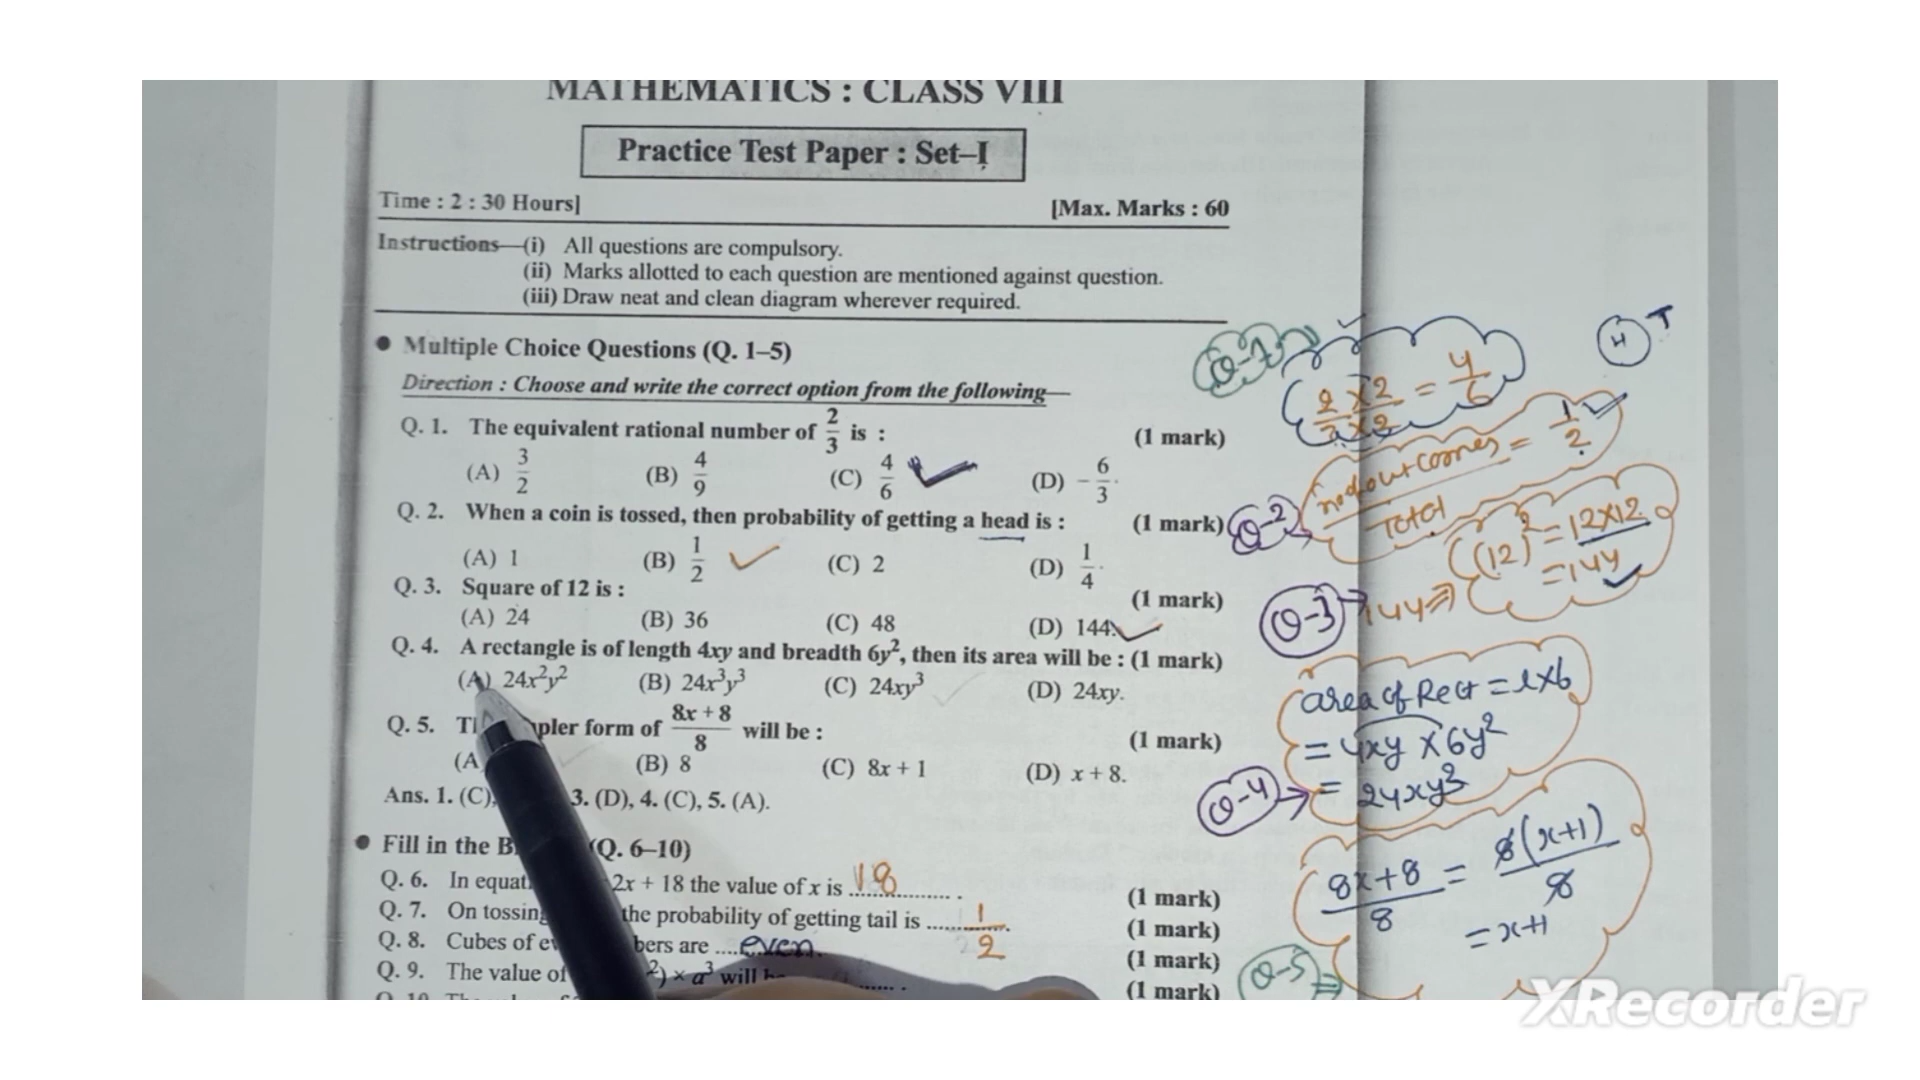 MATHEMATICS : CLASS VIII
Practice Test Paper : Set–I
Time : 2 : 30 Hours]
[Max. Marks : 60
Instructions—(i) All questions are compulsory.
(ii) Marks allotted to each question are mentioned against question.
(iii) Draw neat and clean diagram wherever required.
● Multiple Choice Questions (Q. 1–5)
Direction : Choose and write the correct option from the following—
Q. 1. The equivalent rational number of 2/3 is : (1 mark)
(A) 3/2 (B) 4/9 (C) 4/6 (D) -6/3.
Q. 2. When a coin is tossed, then probability of getting a head is : (1 mark)
(A) 1 (B) 1/2 (C) 2 (D) 1/4.
Q. 3. Square of 12 is : (1 mark)
(A) 24 (B) 36 (C) 48 (D) 144.
Q. 4. A rectangle is of length 4xy and breadth 6y², then its area will be : (1 mark)
(A) 24x²y² (B) 24x³y³ (C) 24xy³ (D) 24xy.
Q. 5. pler form of 8x + 8/8 will be : (1 mark)
(A (B) 8 (C) 8x + 1 (D) x + 8.
Ans. 1. (C), 3. (D), 4. (C), 5. (A).
● Fill in the B (Q. 6–10)
Q. 6. In equat 2x + 18 the value of x is 18 (1 mark)
Q. 7. On tossing the probability of getting tail is 1/2 (1 mark)
Q. 8. Cubes of ev bers are even. (1 mark)
Q. 9. The value of ²) × a³ will (1 mark)
Q-1
2 × 2/3 × 2 = 4/6
H T
Q-2
outcomes/Total = 1/2
(12)² = 12×12
= 144
Q-3 → 144 ⇒
area of Rect = l×b
= 4xy × 6y²
Q-4 → = 24xy³
8x+8/8 = 8(x+1)/8
= x+1
Q-5 ⇒
XRecorder